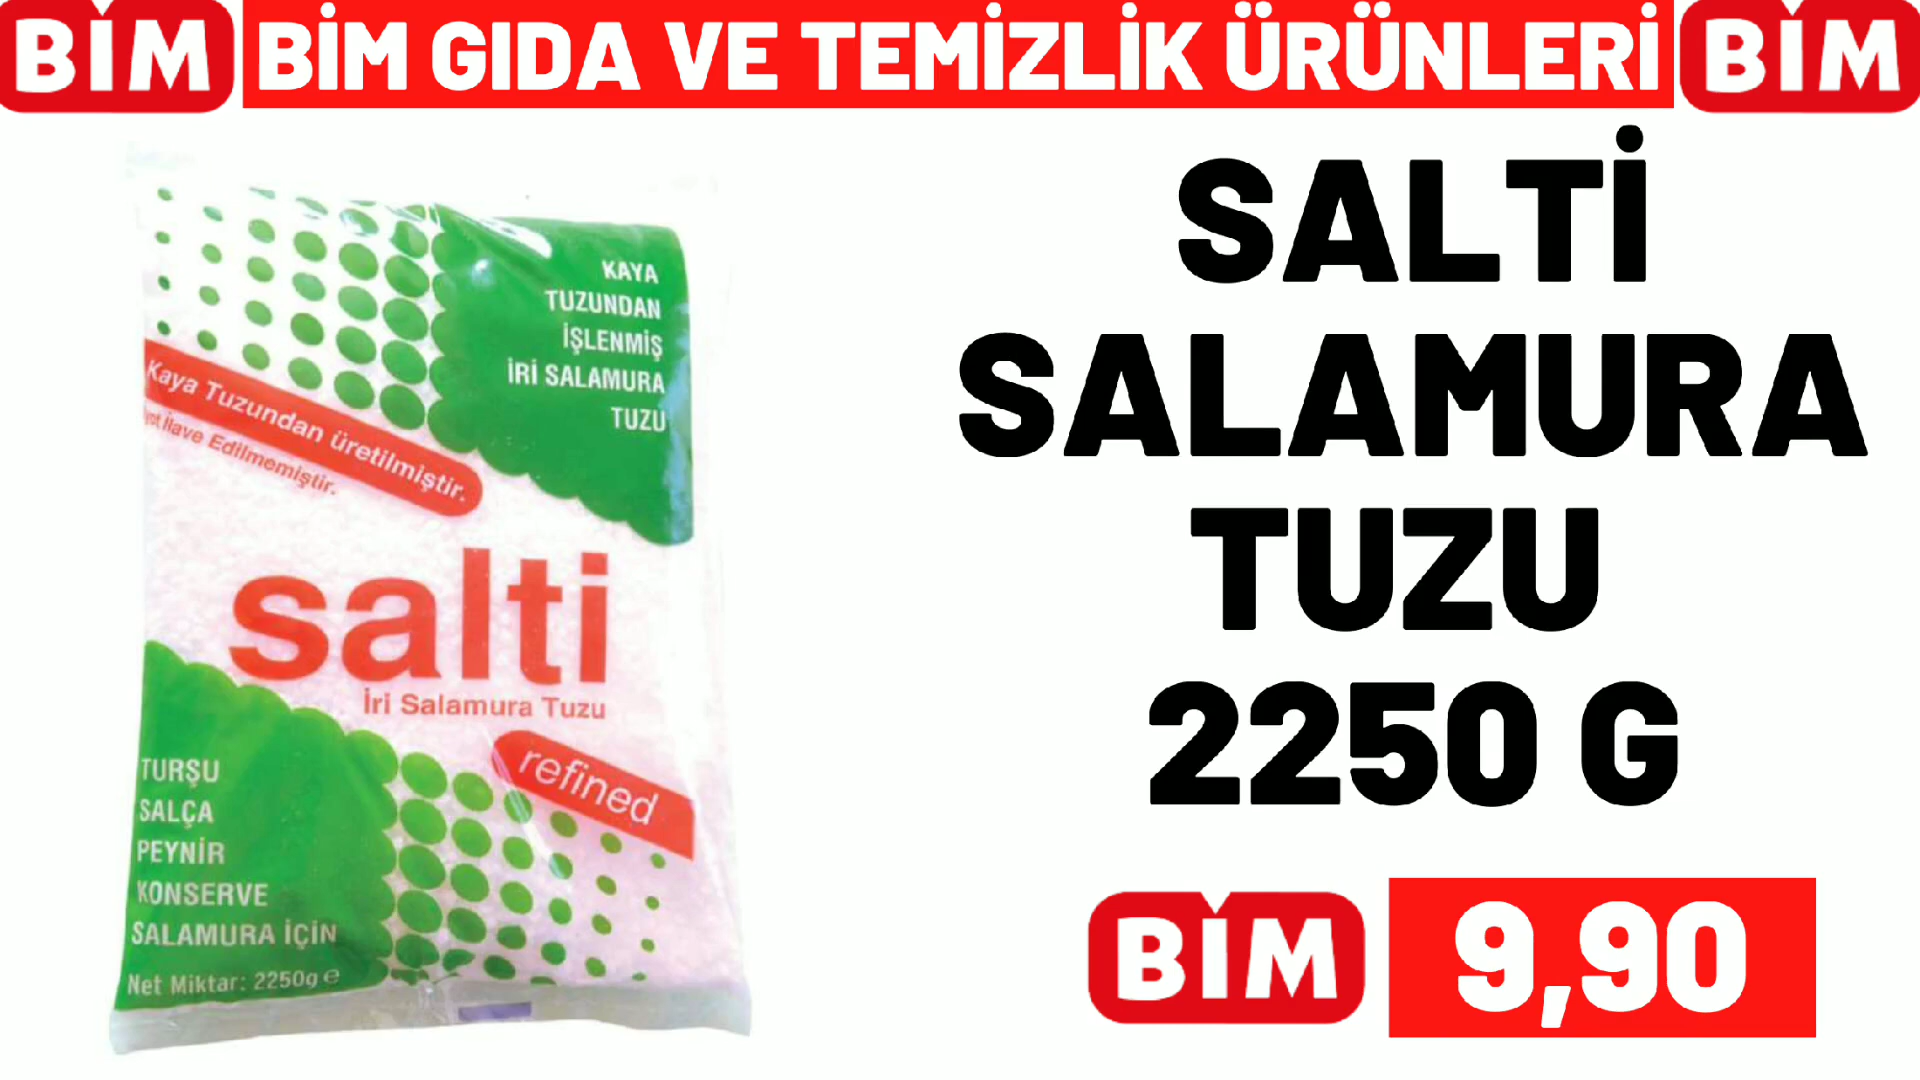 BİM
BİM GIDA VE TEMİZLİK ÜRÜNLERİ
BİM
KAYA
TUZUNDAN
İŞLENMİŞ
İRİ SALAMURA
TUZU
Kaya Tuzundan üretilmiştir.
İlave Edilmemiştir.
salti
İri Salamura Tuzu
refined
TURŞU
SALÇA
PEYNİR
KONSERVE
SALAMURA İÇİN
Net Miktar: 2250g ℮
SALTİ
SALAMURA
TUZU
2250 G
BİM
9,90